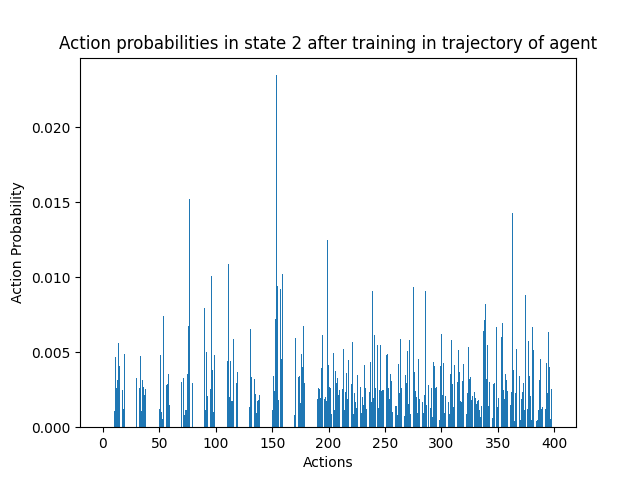 Action probabilities in state 2 after training in trajectory of agent
0.020
0.015
0.010
0.005
0.000
Action Probability
0 50 100 150 200 250 300 350 400
Actions